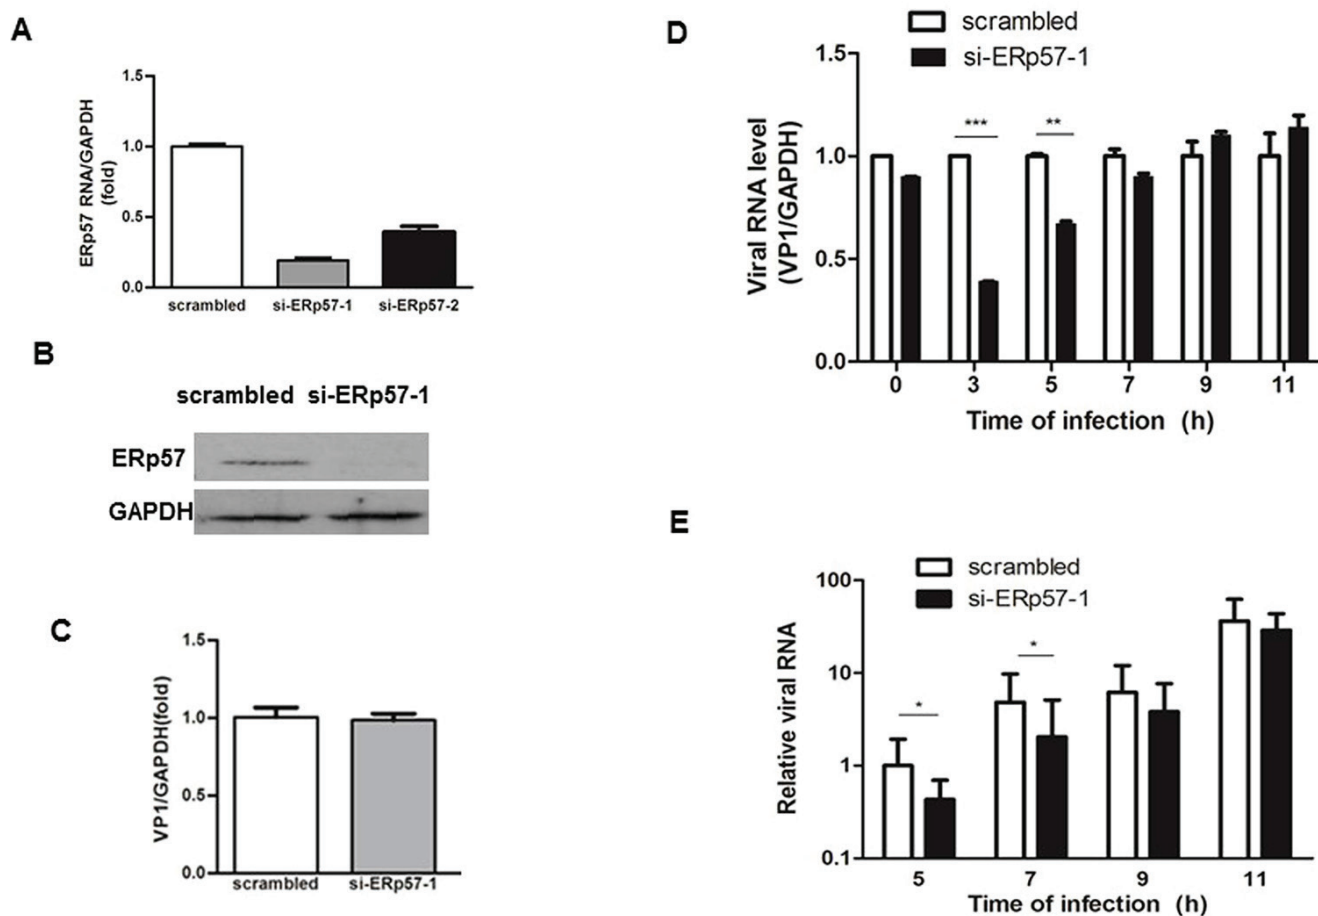 A
ERp57 RNA/GAPDH
(fold)
1.5
1.0
0.5
0.0
scrambled si-ERp57-1 si-ERp57-2
B
scrambled si-ERp57-1
ERp57
GAPDH
C
VP1/GAPDH(fold)
1.5
1.0
0.5
0.0
scrambled si-ERp57-1
D
scrambled
si-ERp57-1
Viral RNA level
(VP1/GAPDH)
1.5
1.0
0.5
0.0
*** **
0 3 5 7 9 11
Time of infection (h)
E
scrambled
si-ERp57-1
Relative viral RNA
100
10
1
0.1
*
*
5 7 9 11
Time of infection (h)